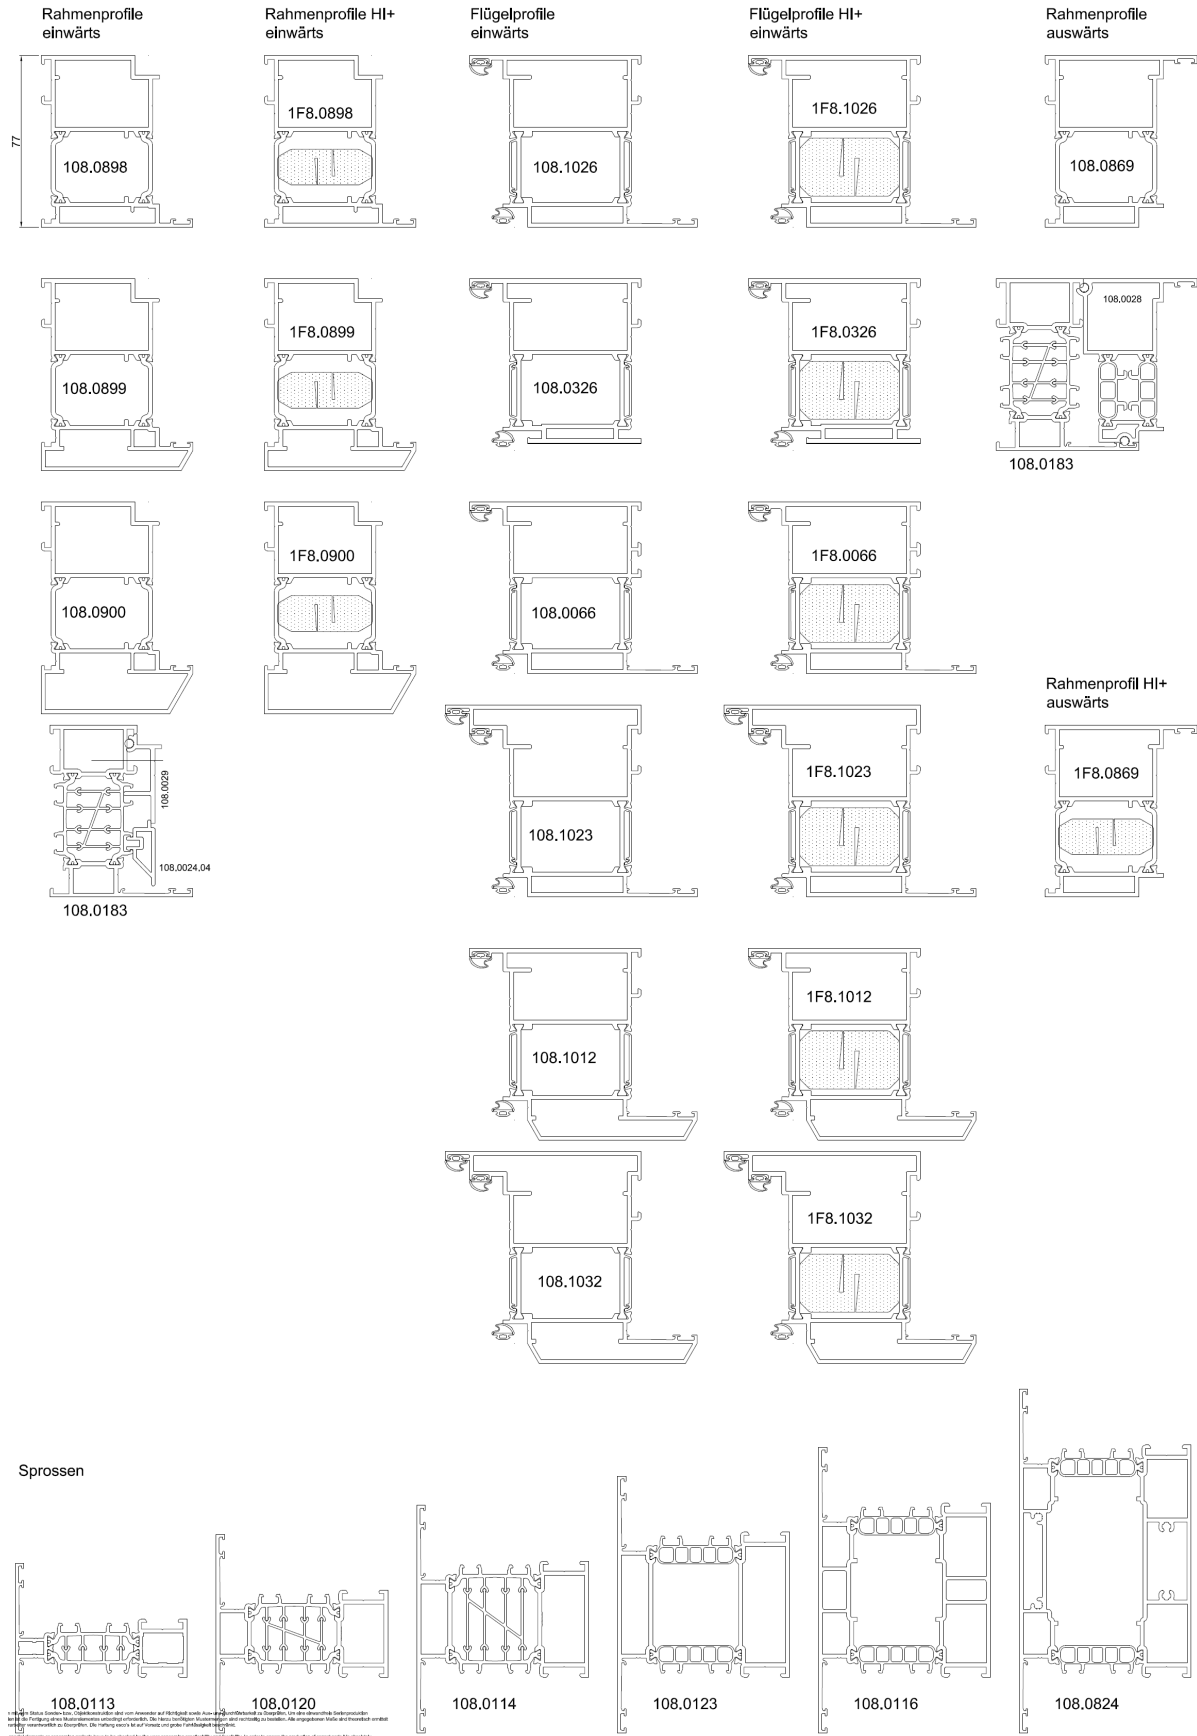 Rahmenprofile
einwärts
Rahmenprofile HI+
einwärts
Flügelprofile
einwärts
Flügelprofile HI+
einwärts
Rahmenprofile
auswärts
77
108.0898
1F8.0898
108.1026
1F8.1026
108.0869
108.0899
1F8.0899
108.0326
1F8.0326
108.0028
108.0183
108.0900
1F8.0900
108.0066
1F8.0066
Rahmenprofil HI+
auswärts
108.0029
108.0024.04
108.0183
108.1023
1F8.1023
1F8.0869
108.1012
1F8.1012
108.1032
1F8.1032
Sprossen
108.0113
108.0120
108.0114
108.0123
108.0116
108.0824